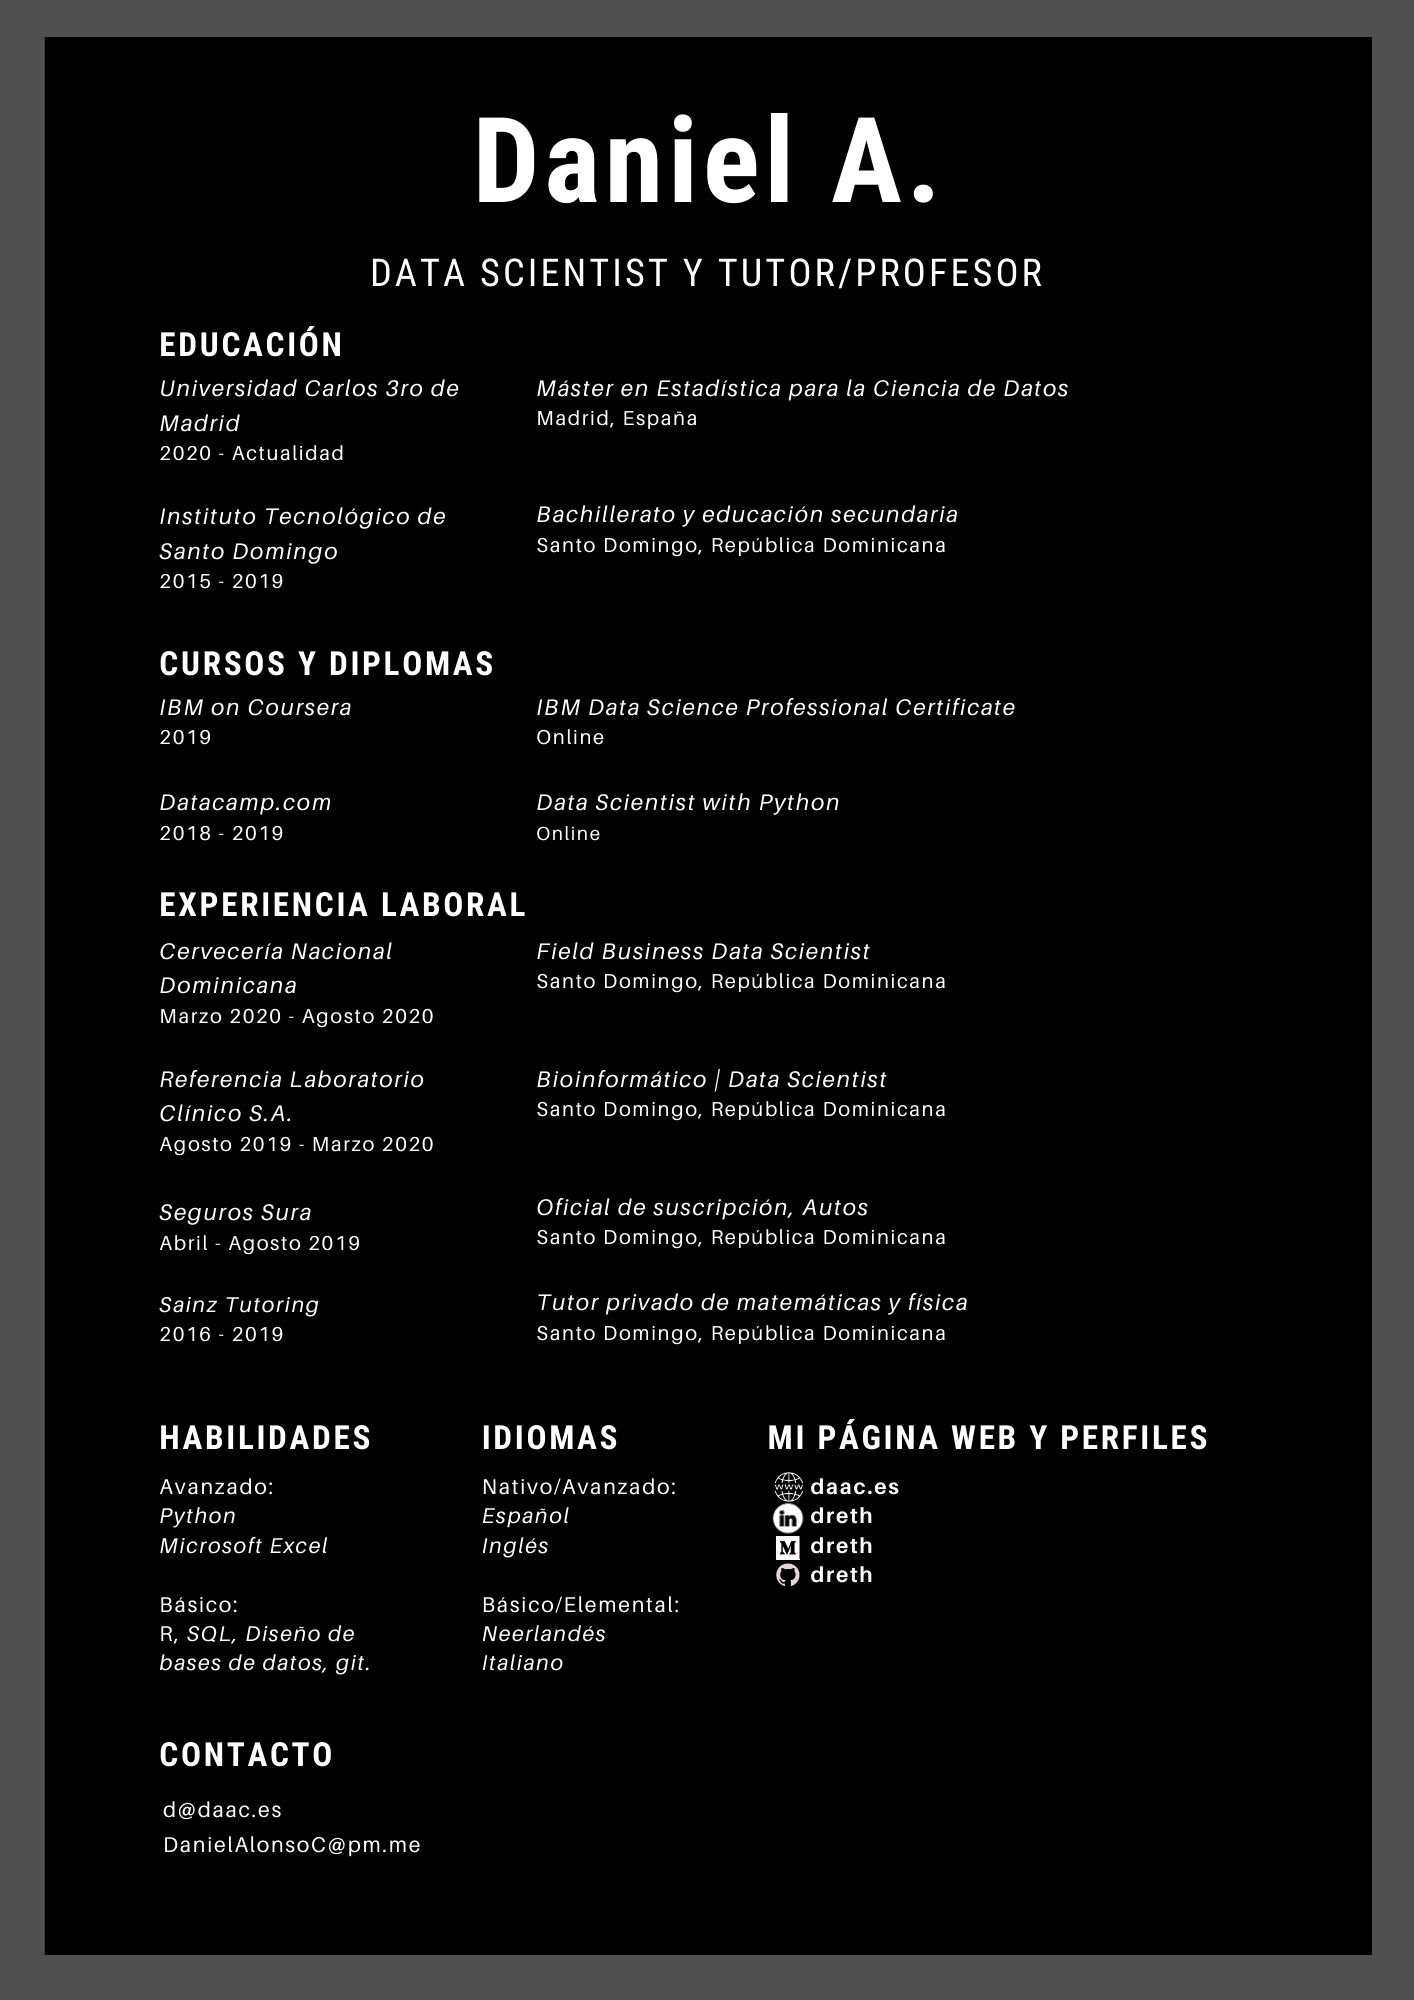 Daniel A.
DATA SCIENTIST Y TUTOR/PROFESOR
EDUCACIÓN
Universidad Carlos 3ro de
Madrid
2020 - Actualidad
Máster en Estadística para la Ciencia de Datos
Madrid, España
Instituto Tecnológico de
Santo Domingo
2015 - 2019
Bachillerato y educación secundaria
Santo Domingo, República Dominicana
CURSOS Y DIPLOMAS
IBM on Coursera
2019
IBM Data Science Professional Certificate
Online
Datacamp.com
2018 - 2019
Data Scientist with Python
Online
EXPERIENCIA LABORAL
Cervecería Nacional
Dominicana
Marzo 2020 - Agosto 2020
Field Business Data Scientist
Santo Domingo, República Dominicana
Referencia Laboratorio
Clínico S.A.
Agosto 2019 - Marzo 2020
Bioinformático | Data Scientist
Santo Domingo, República Dominicana
Seguros Sura
Abril - Agosto 2019
Oficial de suscripción, Autos
Santo Domingo, República Dominicana
Sainz Tutoring
2016 - 2019
Tutor privado de matemáticas y física
Santo Domingo, República Dominicana
HABILIDADES
Avanzado:
Python
Microsoft Excel
Básico:
R, SQL, Diseño de
bases de datos, git.
IDIOMAS
Nativo/Avanzado:
Español
Inglés
Básico/Elemental:
Neerlandés
Italiano
MI PÁGINA WEB Y PERFILES
www daac.es
in dreth
M dreth
dreth
CONTACTO
d@daac.es
DanielAlonsoC@pm.me